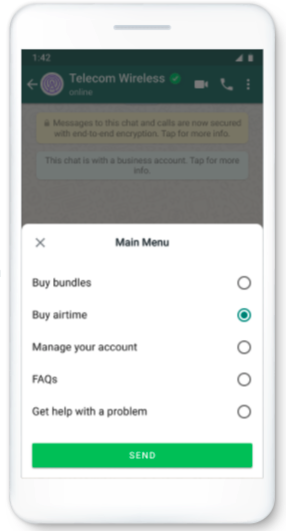 1:42
Telecom Wireless
online
Messages to this chat and calls are now secured
with end-to-end encryption. Tap for more info.
This chat is with a business account. Tap for more
info.
Main Menu
Buy bundles
Buy airtime
Manage your account
FAQs
Get help with a problem
SEND